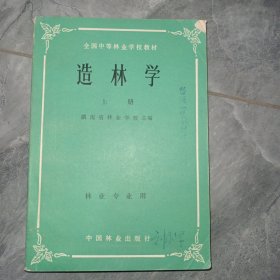 全国中等林业学校教材
造林学
上册
湖南省林业学校主编
林业专业用
中国林业出版社